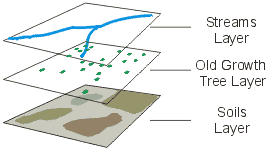 Streams
Layer
Old Growth
Tree Layer
Soils
Layer